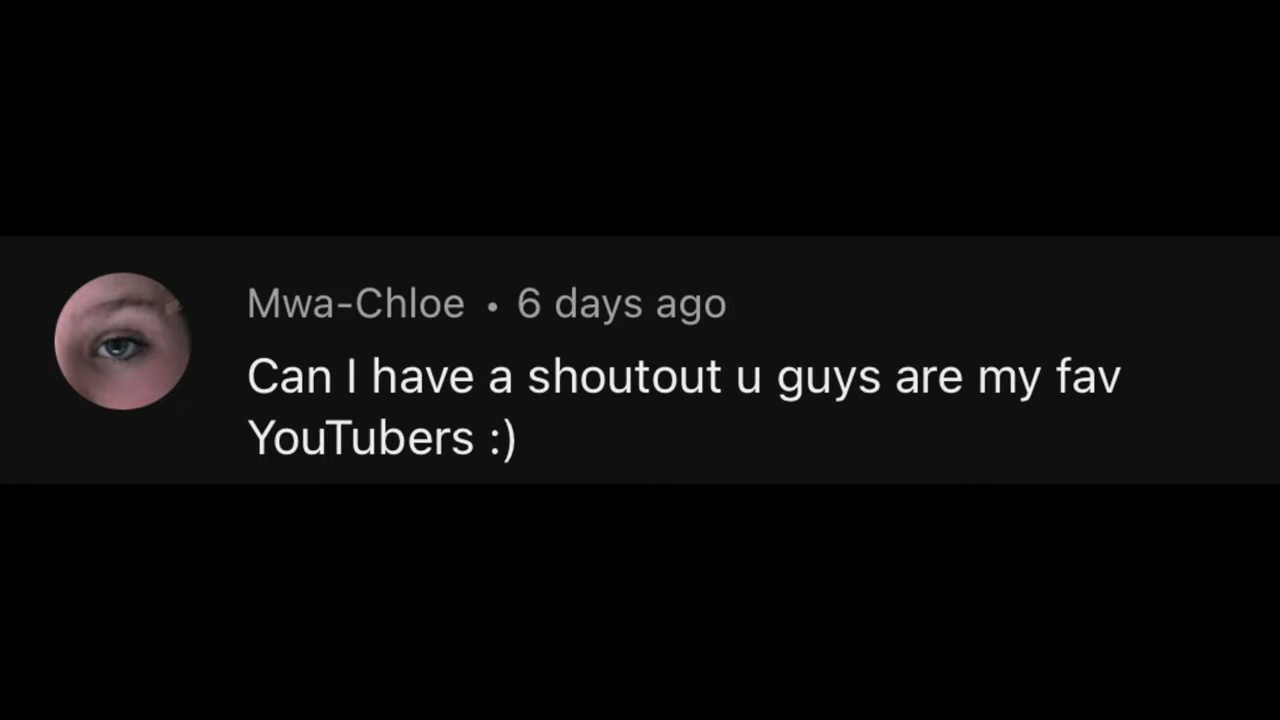 Mwa-Chloe • 6 days ago
Can I have a shoutout u guys are my fav
YouTubers :)